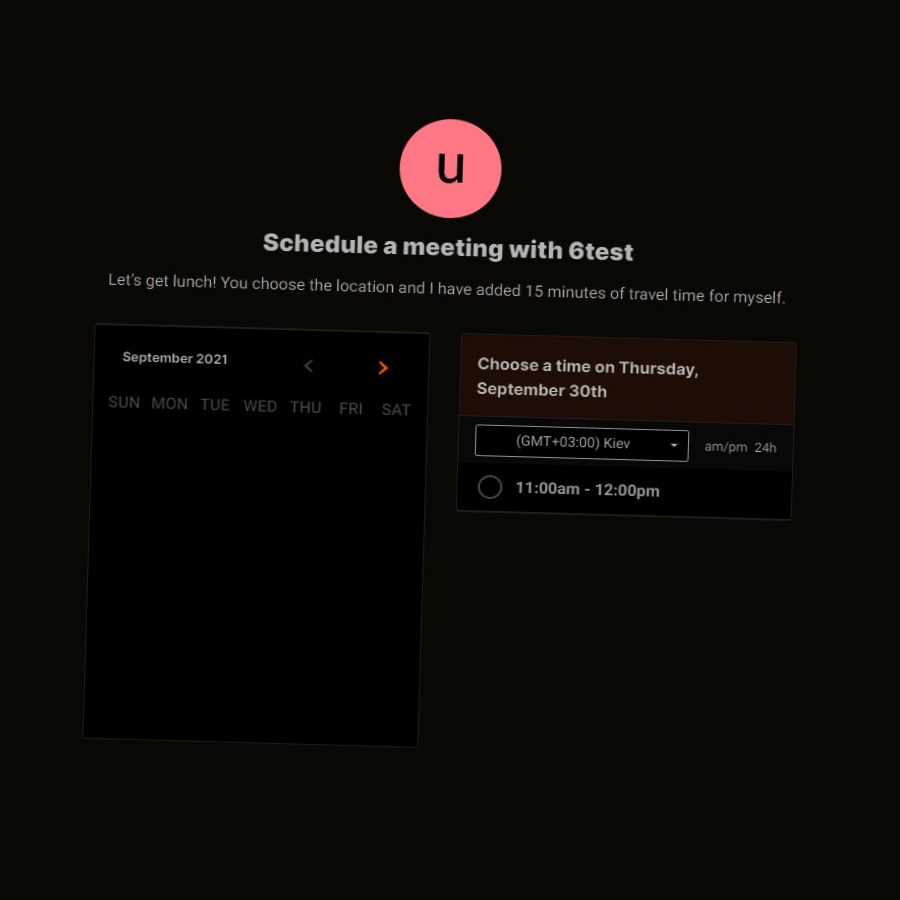 u
Schedule a meeting with 6test
Let's get lunch! You choose the location and I have added 15 minutes of travel time for myself.
September 2021
SUN MON TUE WED THU FRI SAT
Choose a time on Thursday,
September 30th
(GMT+03:00) Kiev
am/pm 24h
11:00am - 12:00pm